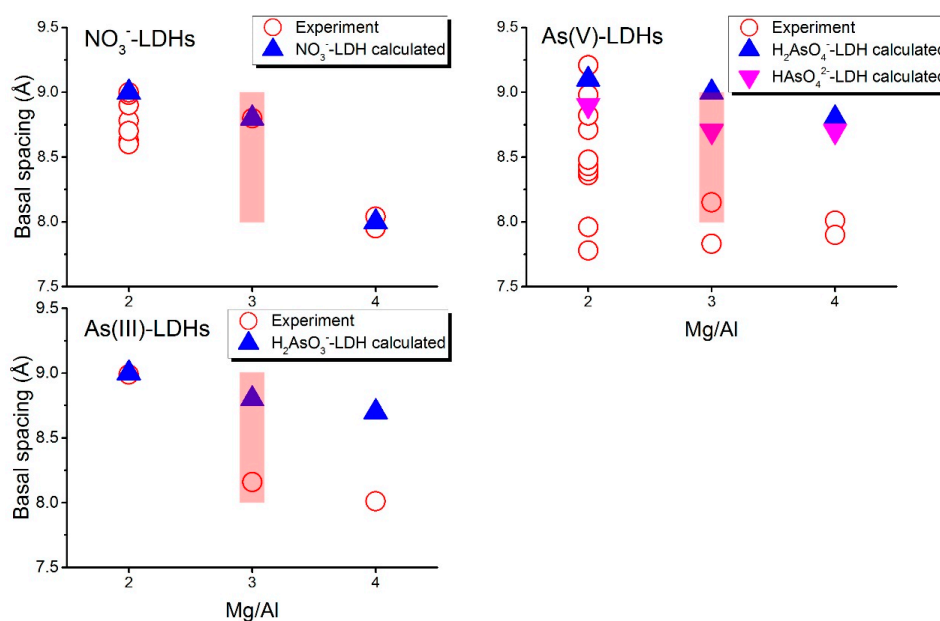 NO₃⁻-LDHs
Experiment
NO₃⁻-LDH calculated
9.5
9.0
8.5
8.0
7.5
2
3
4
Basal spacing (Å)
As(V)-LDHs
Experiment
H₂AsO₄⁻-LDH calculated
HAsO₄²⁻-LDH calculated
9.5
9.0
8.5
8.0
7.5
2
3
4
Mg/Al
As(III)-LDHs
Experiment
H₂AsO₃⁻-LDH calculated
9.5
9.0
8.5
8.0
7.5
2
3
4
Basal spacing (Å)
Mg/Al